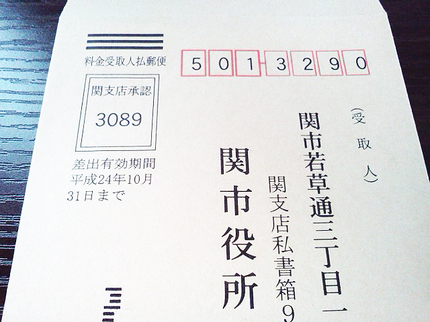 料金受取人払郵便
関支店承認
3089
差出有効期間
平成24年10月
31日まで
501-3290
(受取人)
関市若草通三丁目一
関支店私書箱9
関市役所